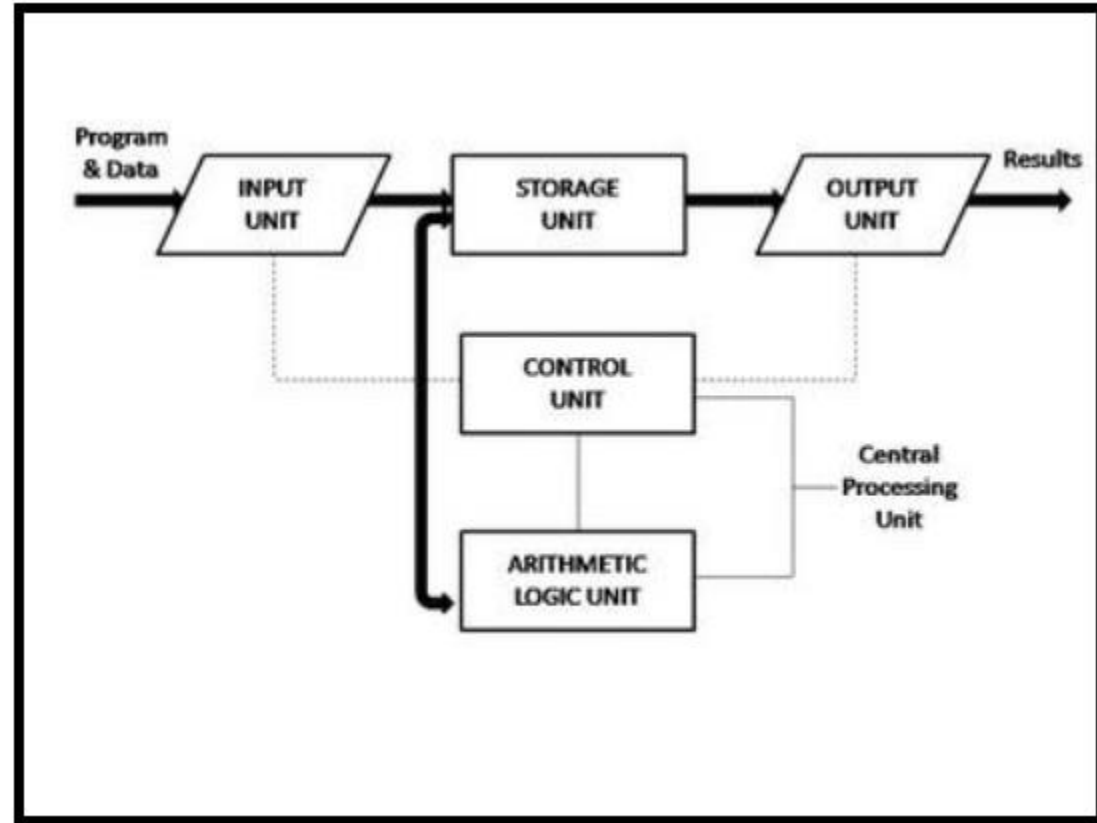 Program
& Data
INPUT
UNIT
STORAGE
UNIT
OUTPUT
UNIT
Results
CONTROL
UNIT
Central
Processing
Unit
ARITHMETIC
LOGIC UNIT